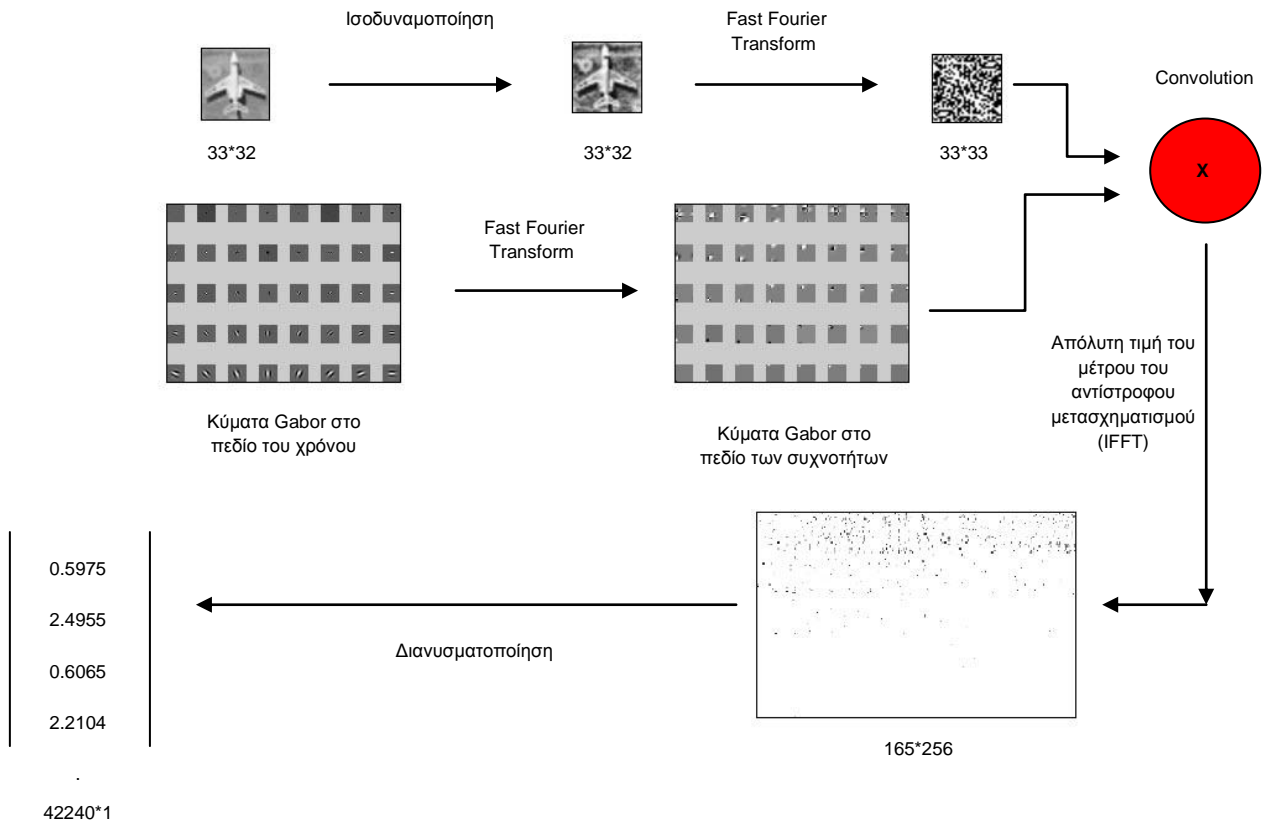 Ισοδυναμοποίηση
Fast Fourier
Transform
Convolution
33*32
33*32
33*33
X
Fast Fourier
Transform
Κύματα Gabor στο
πεδίο του χρόνου
Κύματα Gabor στο
πεδίο των συχνοτήτων
Απόλυτη τιμή του
μέτρου του
αντίστροφου
μετασχηματισμού
(IFFT)
0.5975
2.4955
0.6065
2.2104
.
42240*1
Διανυσματοποίηση
165*256